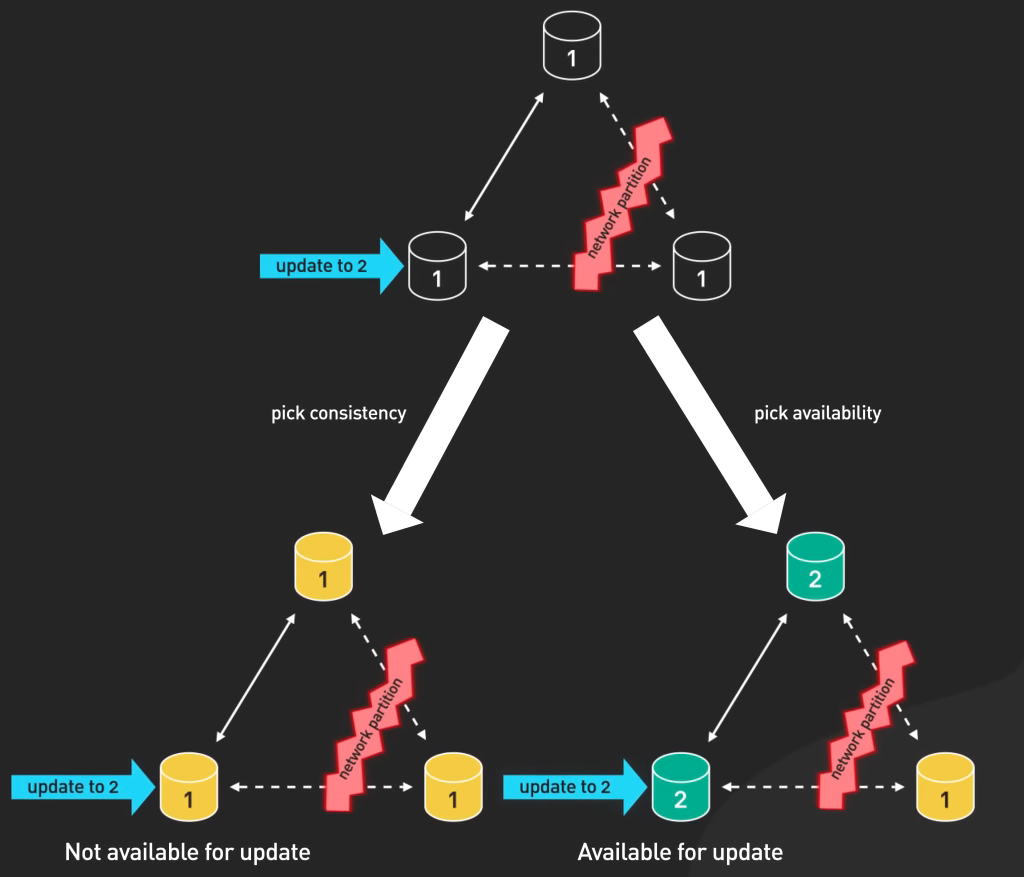 1
network partition
update to 2
1
1
pick consistency
pick availability
1
2
network partition
network partition
update to 2
1
1
update to 2
2
1
Not available for update
Available for update